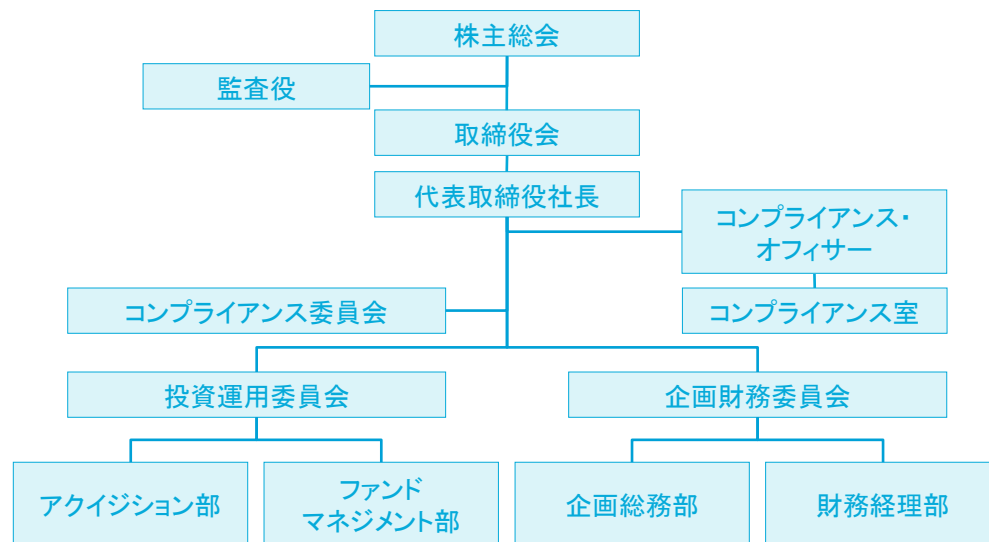 株主総会
監査役
取締役会
代表取締役社長
コンプライアンス・
オフィサー
コンプライアンス委員会
コンプライアンス室
投資運用委員会
企画財務委員会
アクイジション部
ファンド
マネジメント部
企画総務部
財務経理部